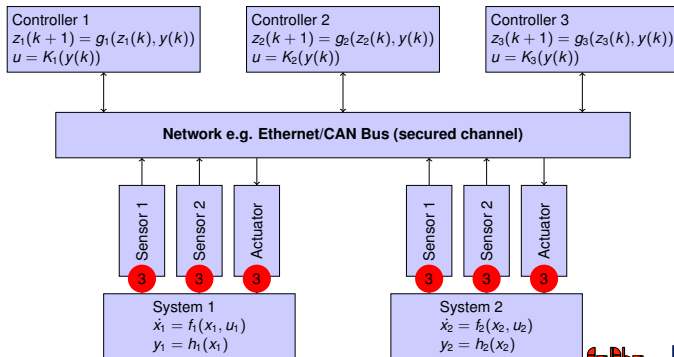 Controller 1
z₁(k + 1) = g₁(z₁(k), y(k))
u = K₁(y(k))
Controller 2
z₂(k + 1) = g₂(z₂(k), y(k))
u = K₂(y(k))
Controller 3
z₃(k + 1) = g₃(z₃(k), y(k))
u = K₃(y(k))
Network e.g. Ethernet/CAN Bus (secured channel)
Sensor 1
Sensor 2
Actuator
Sensor 1
Sensor 2
Actuator
3
3
3
3
3
3
System 1
ẋ₁ = f₁(x₁, u₁)
y₁ = h₁(x₁)
System 2
ẋ₂ = f₂(x₂, u₂)
y₂ = h₂(x₂)